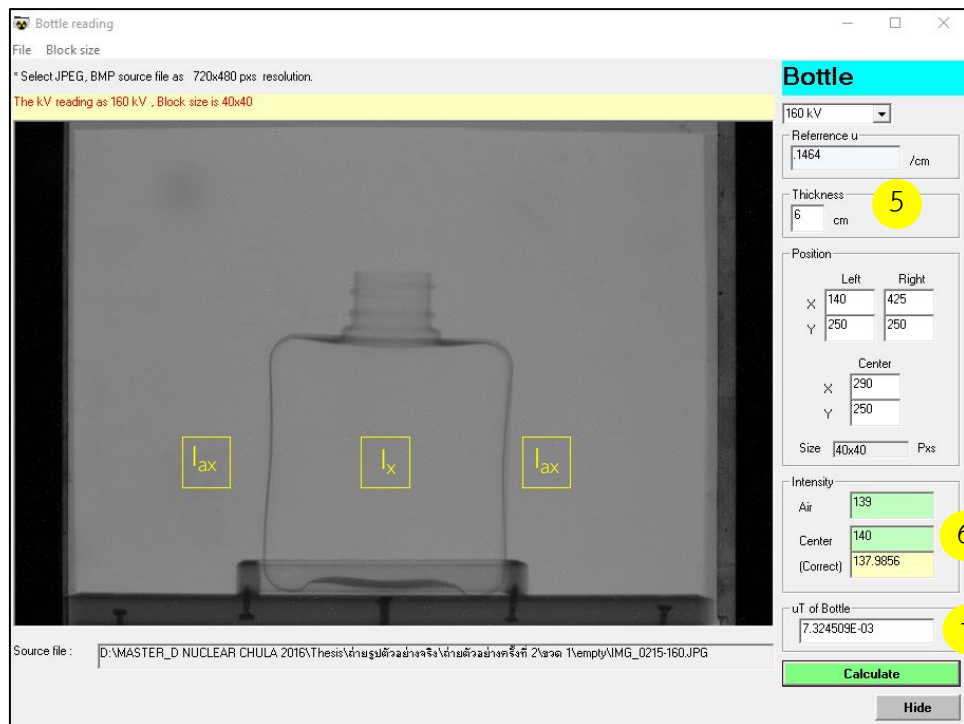 Bottle reading
File Block size
* Select JPEG, BMP source file as 720x480 pxs resolution.
The kV reading as 160 kV , Block size is 40x40
Bottle
160 kV
Referrence u
.1464 /cm
Thickness
6 cm
5
Position
Left Right
X 140 425
Y 250 250
Center
X 290
Y 250
Size 40x40 Pxs
Iax Ix Iax
Intensity
Air 139
Center 140
(Correct) 137.9856
6
uT of Bottle
7.324509E-03
Source file : D:\MASTER_D NUCLEAR CHULA 2016\Thesis\ถ่ายรูปตัวอย่างจริง\ถ่ายตัวอย่างครั้งที่ 2\ขวด 1\empty\IMG_0215-160.JPG
Calculate
Hide